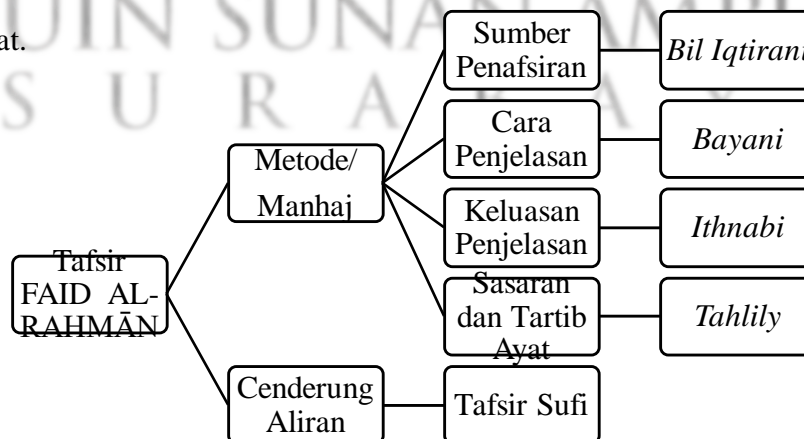 UIN SUNAN AMPEL
at.
S U R A B A Y A
Sumber
Penafsiran
Bil Iqtirani
Cara
Penjelasan
Bayani
Metode/
Manhaj
Keluasan
Penjelasan
Ithnabi
Tafsir
FAID AL-
RAHMĀN
Sasaran
dan Tartib
Ayat
Tahlily
Cenderung
Aliran
Tafsir Sufi